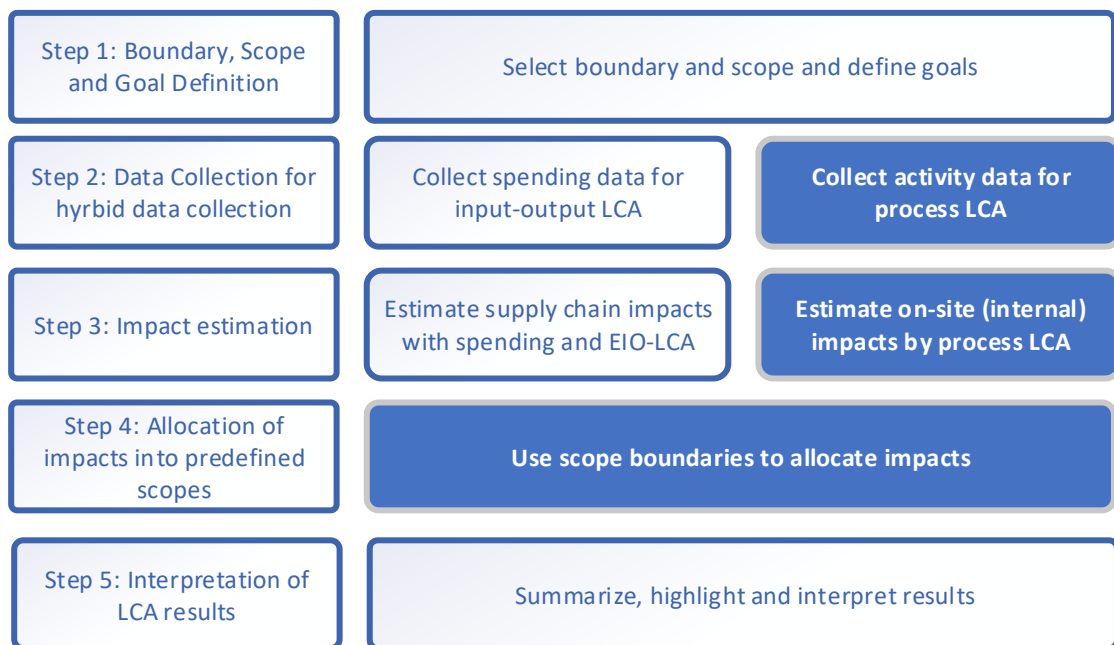 Step 1: Boundary, Scope
and Goal Definition
Select boundary and scope and define goals
Step 2: Data Collection for
hyrbid data collection
Collect spending data for
input-output LCA
Collect activity data for
process LCA
Step 3: Impact estimation
Estimate supply chain impacts
with spending and EIO-LCA
Estimate on-site (internal)
impacts by process LCA
Step 4: Allocation of
impacts into predefined
scopes
Use scope boundaries to allocate impacts
Step 5: Interpretation of
LCA results
Summarize, highlight and interpret results